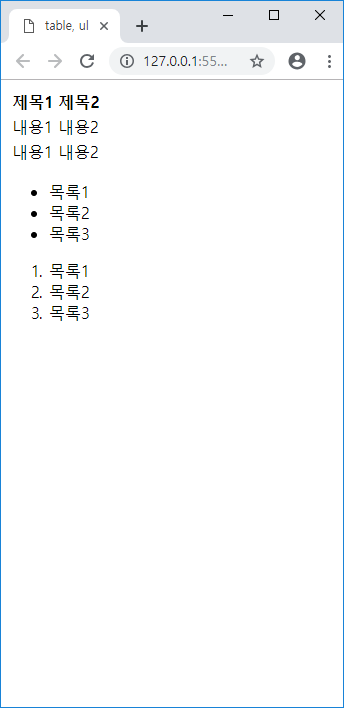 table, ul
127.0.0.1:55...
제목1 제목2
내용1 내용2
내용1 내용2
• 목록1
• 목록2
• 목록3
1. 목록1
2. 목록2
3. 목록3